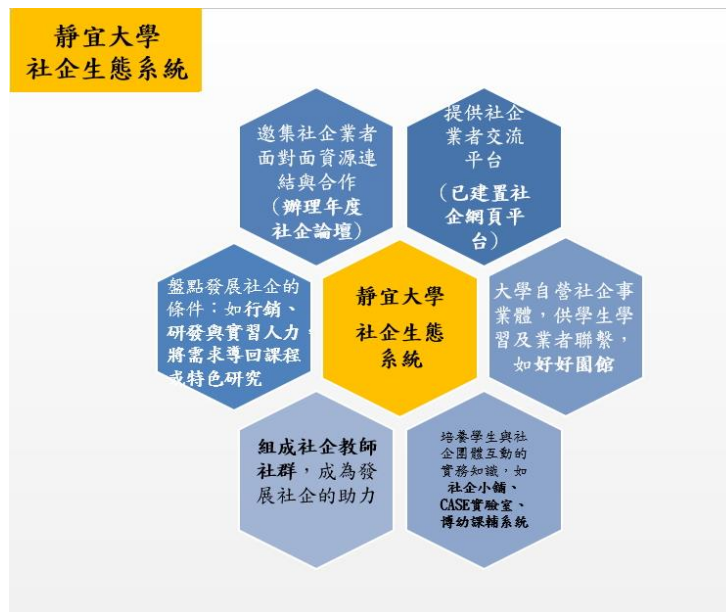 靜宜大學
社企生態系統
邀集社企業者
面對面資源連
結與合作
(辦理年度
社企論壇)
提供社企
業者交流
平台
(已建置社
企網頁平
台)
盤點發展社企的
條件：如行銷、
研發與實習人力，
將需求導回課程
或特色研究
靜宜大學
社企生態
系統
大學自營社企事
業體，供學生學
習及業者聯繫，
如好好園館
組成社企教師
社群，成為發
展社企的助力
培養學生與社
企團體互動的
實務知識，如
社企小舖、
CASE實驗室、
博幼課輔系統